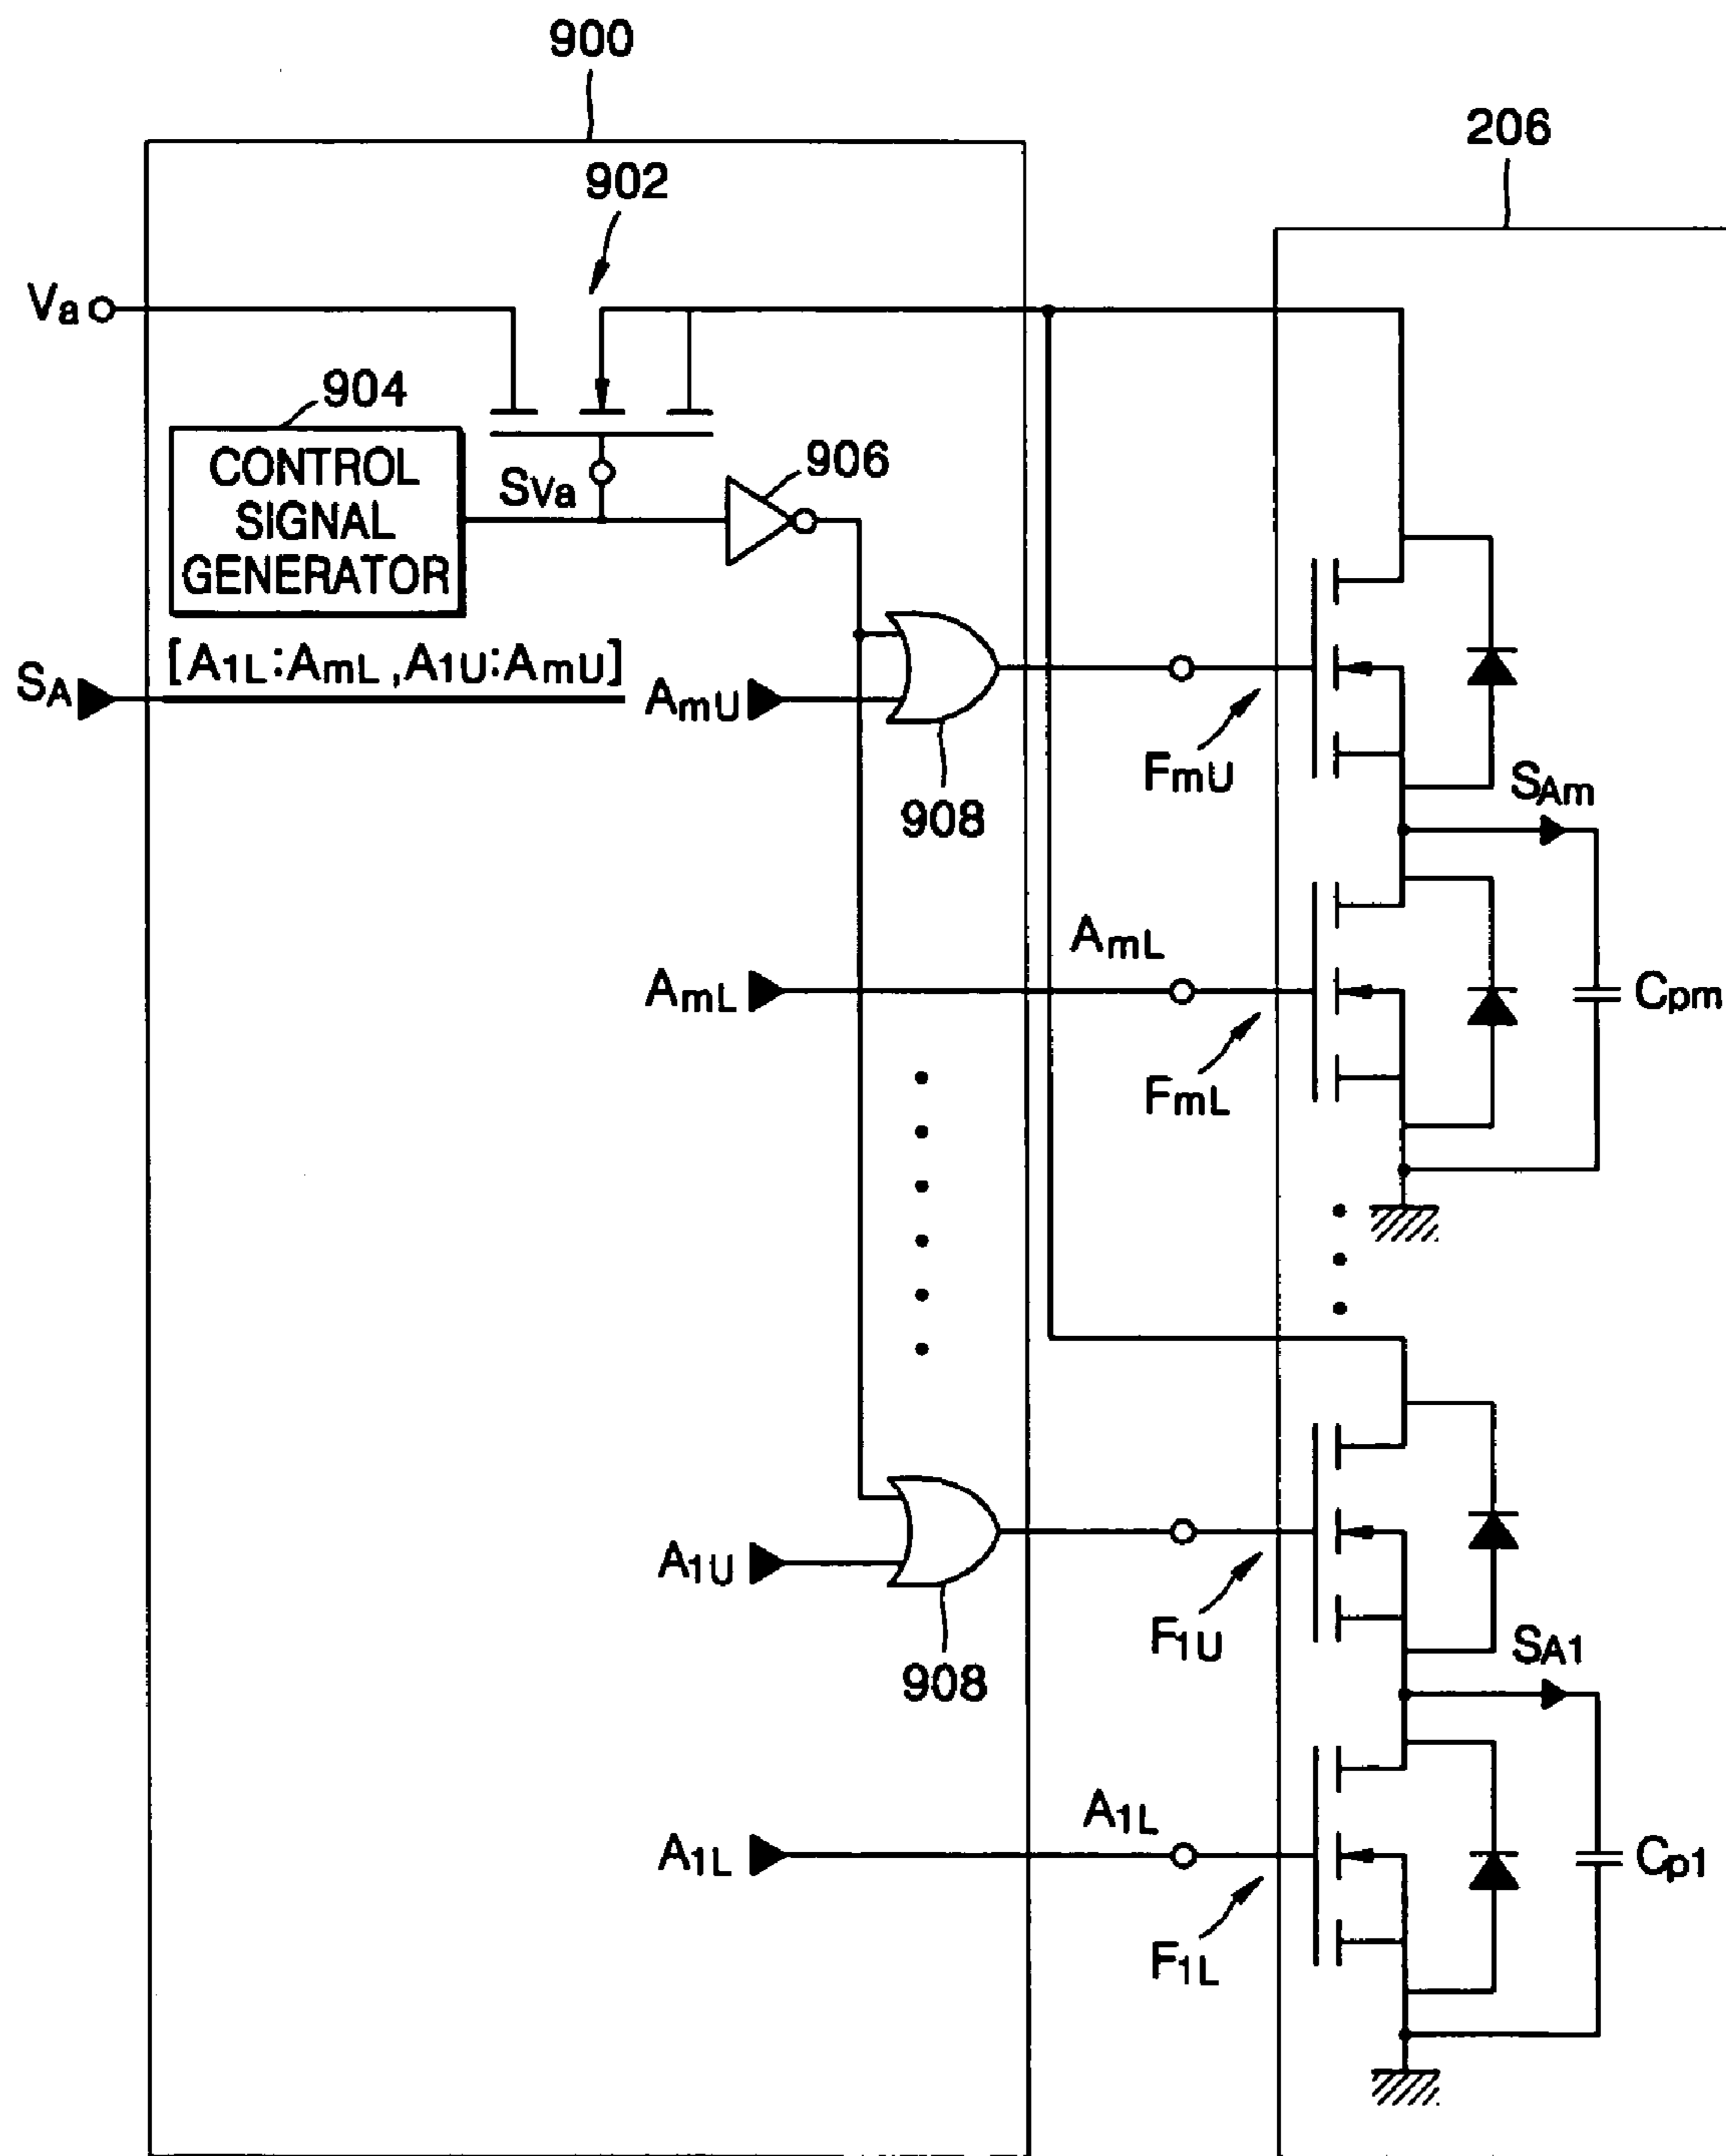 900
206
902
Va
904
CONTROL
SIGNAL
GENERATOR
SVa
906
SA
[A1L:AmL ,A1U:AmU]
AmU
FmU
908
SAm
AmL
AmL
FmL
Cpm
A1U
F1U
908
SA1
A1L
A1L
F1L
Cp1